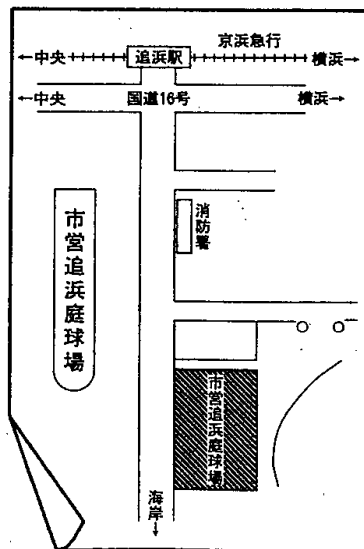 京浜急行
←中央
追浜駅
横浜→
←中央
国道16号
横浜→
消防署
市営追浜庭球場
市営追浜庭球場
海岸
↓